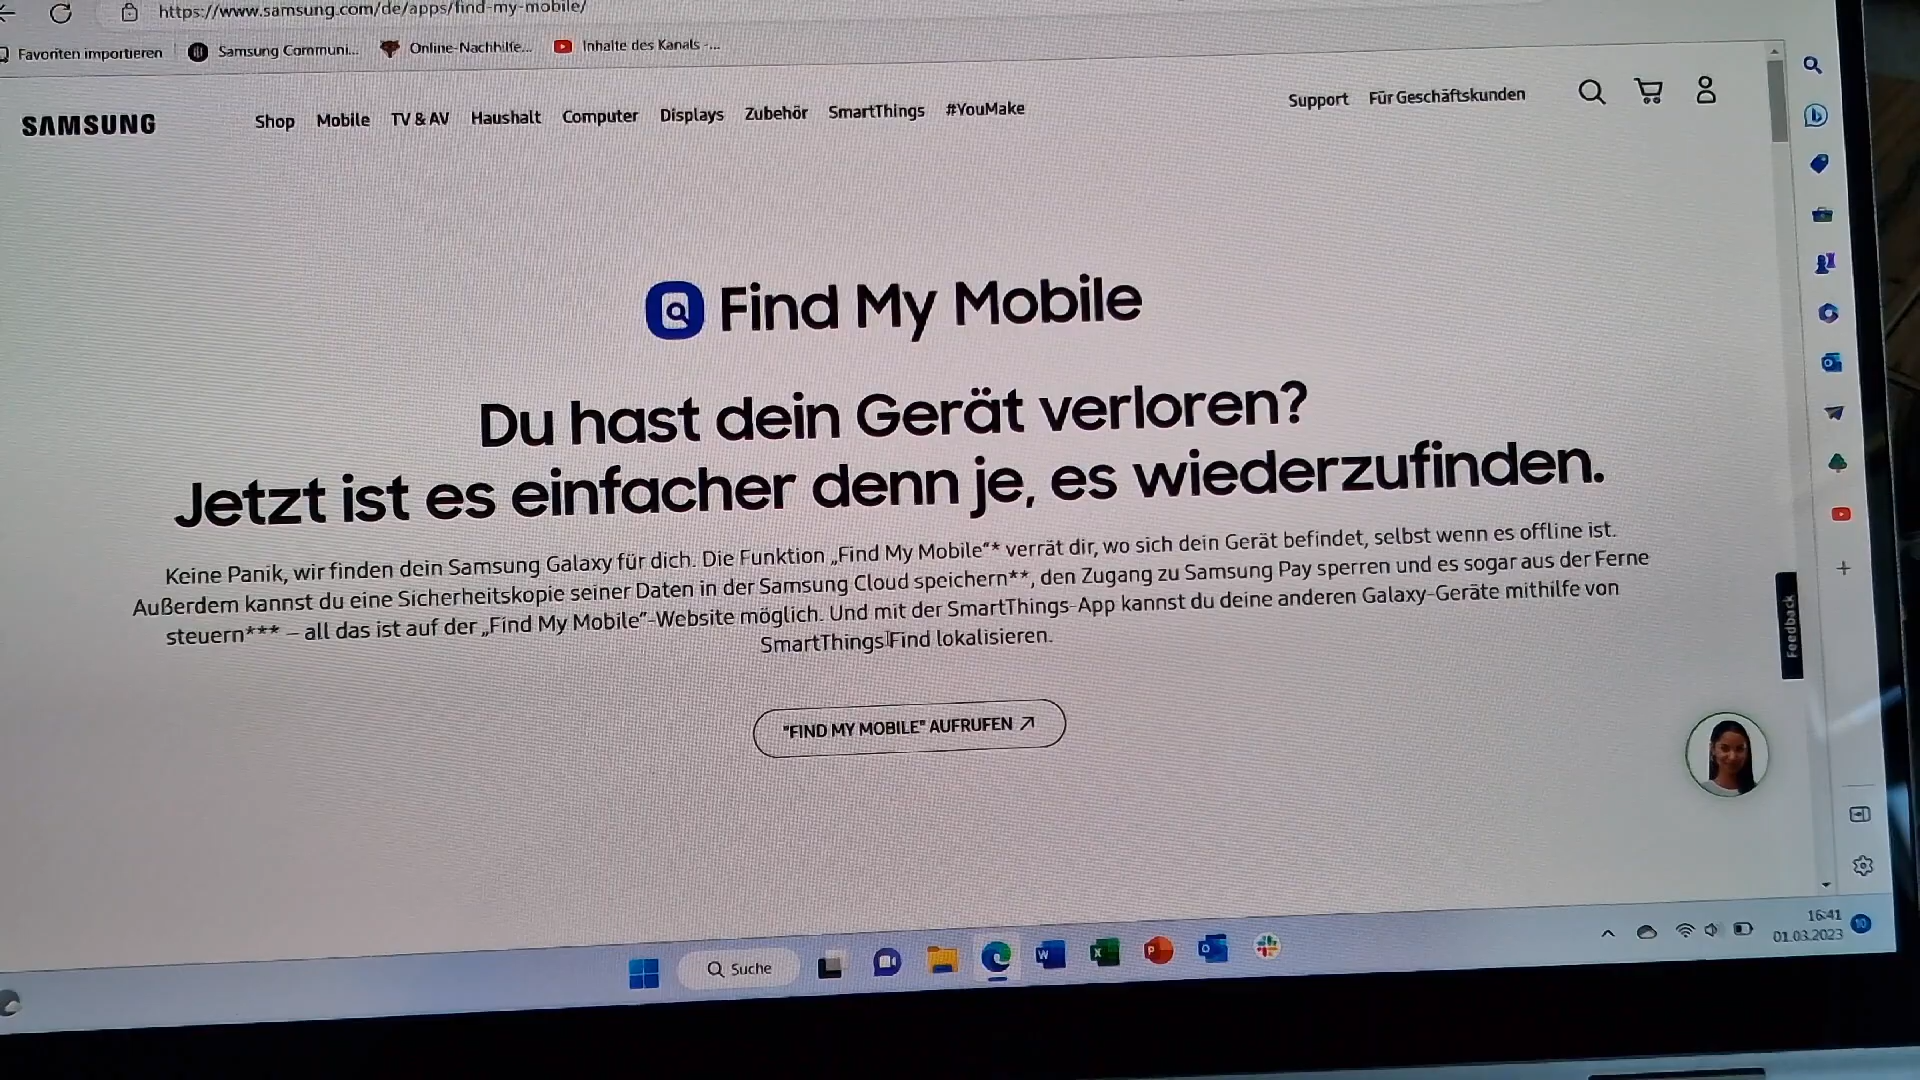 https://www.samsung.com/de/apps/find-my-mobile/
Favoriten importieren
Samsung Communi...
Online-Nachhilfe...
Inhalte des Kanals -...
SAMSUNG
Shop Mobile TV & AV Haushalt Computer Displays Zubehör SmartThings #YouMake
Support Für Geschäftskunden
Find My Mobile
Du hast dein Gerät verloren?
Jetzt ist es einfacher denn je, es wiederzufinden.
Keine Panik, wir finden dein Samsung Galaxy für dich. Die Funktion „Find My Mobile“* verrät dir, wo sich dein Gerät befindet, selbst wenn es offline ist.
Außerdem kannst du eine Sicherheitskopie seiner Daten in der Samsung Cloud speichern**, den Zugang zu Samsung Pay sperren und es sogar aus der Ferne
steuern*** – all das ist auf der „Find My Mobile“-Website möglich. Und mit der SmartThings-App kannst du deine anderen Galaxy-Geräte mithilfe von
SmartThings Find lokalisieren.
"FIND MY MOBILE" AUFRUFEN
Feedback
Suche
16:41
01.03.2023
10